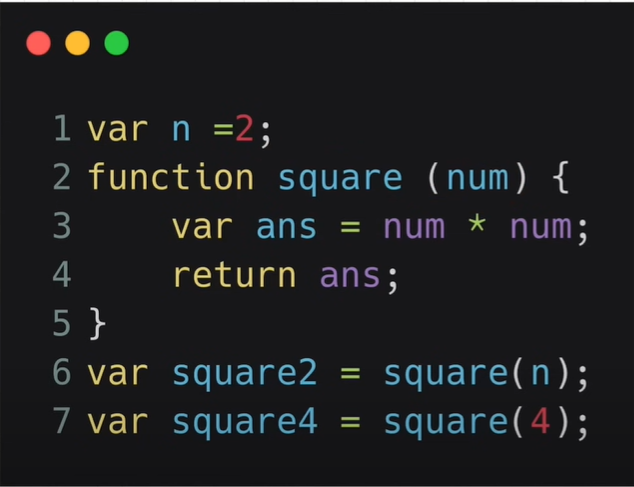 1 var n =2;
2 function square (num) {
3     var ans = num * num;
4     return ans;
5 }
6 var square2 = square(n);
7 var square4 = square(4);